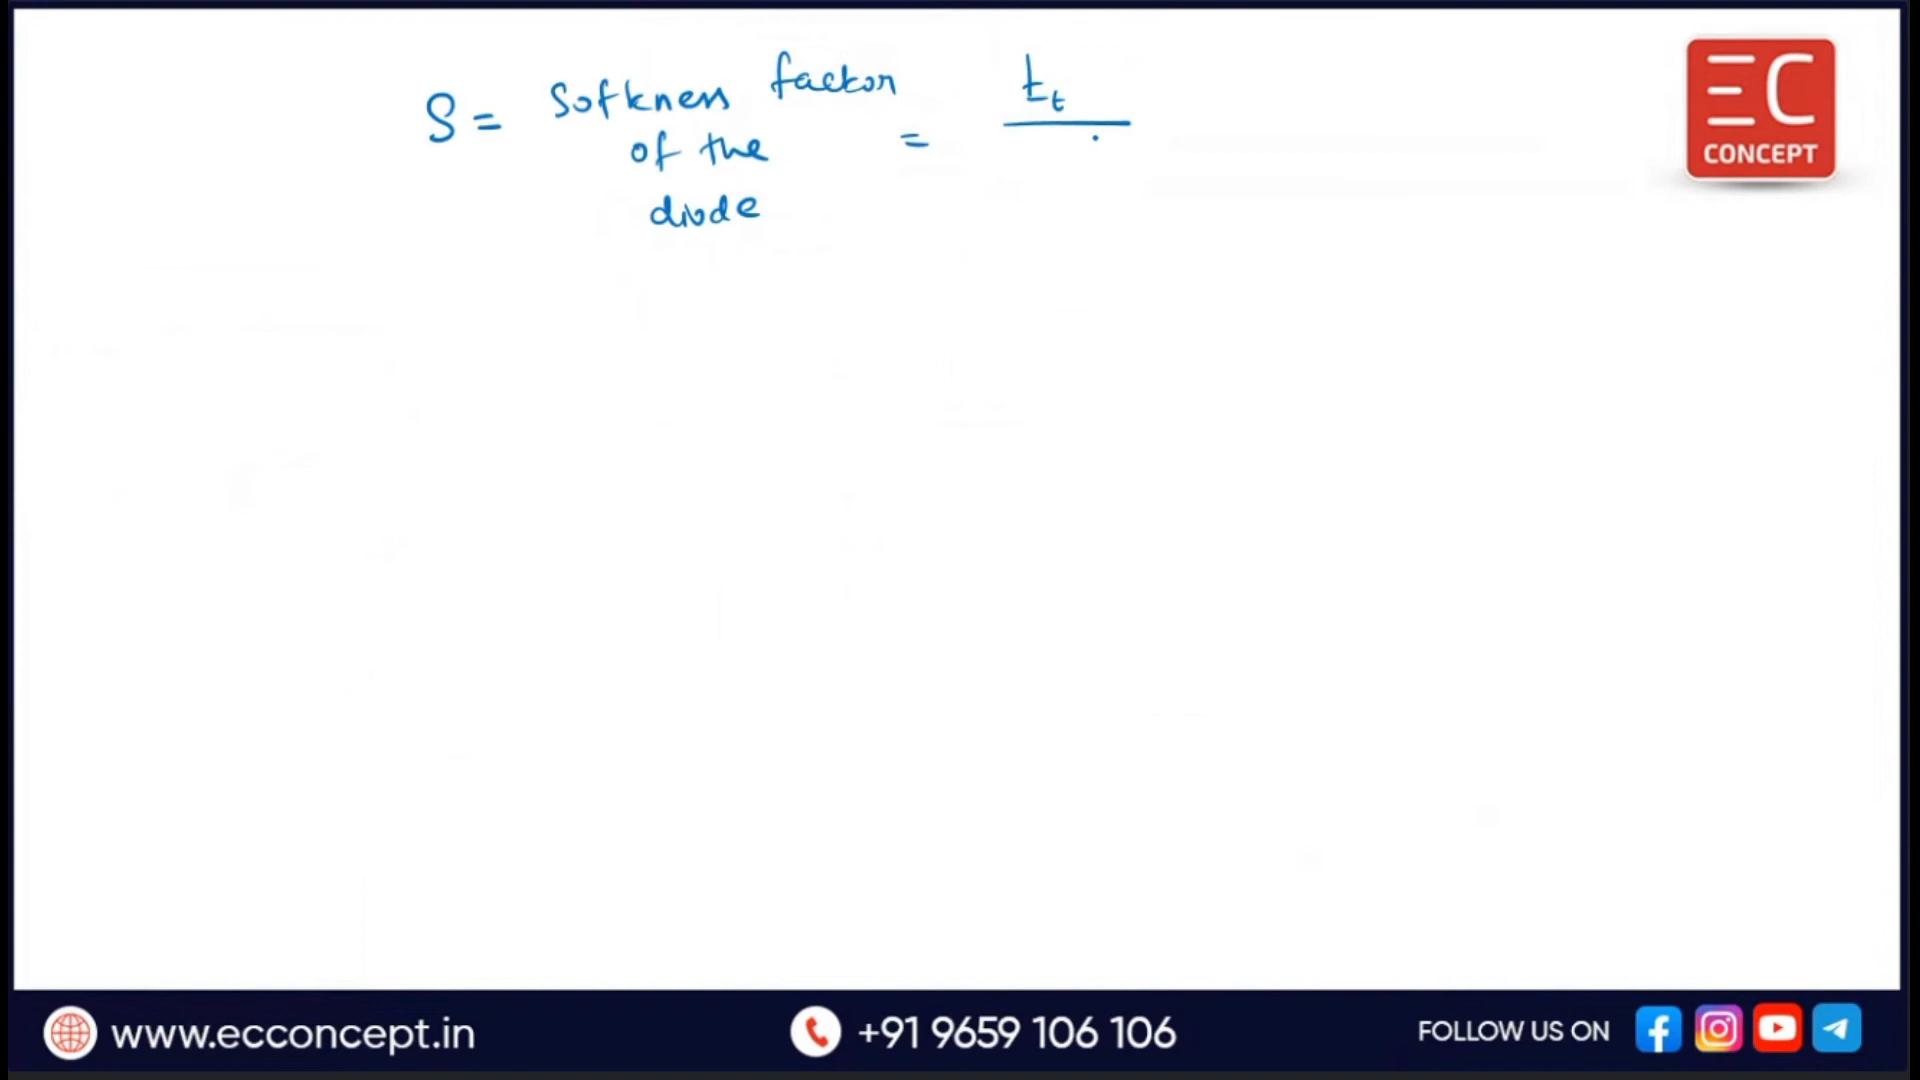 S = Softness factor = t_t
of the
diode
EC
CONCEPT
www.ecconcept.in
+91 9659 106 106
FOLLOW US ON